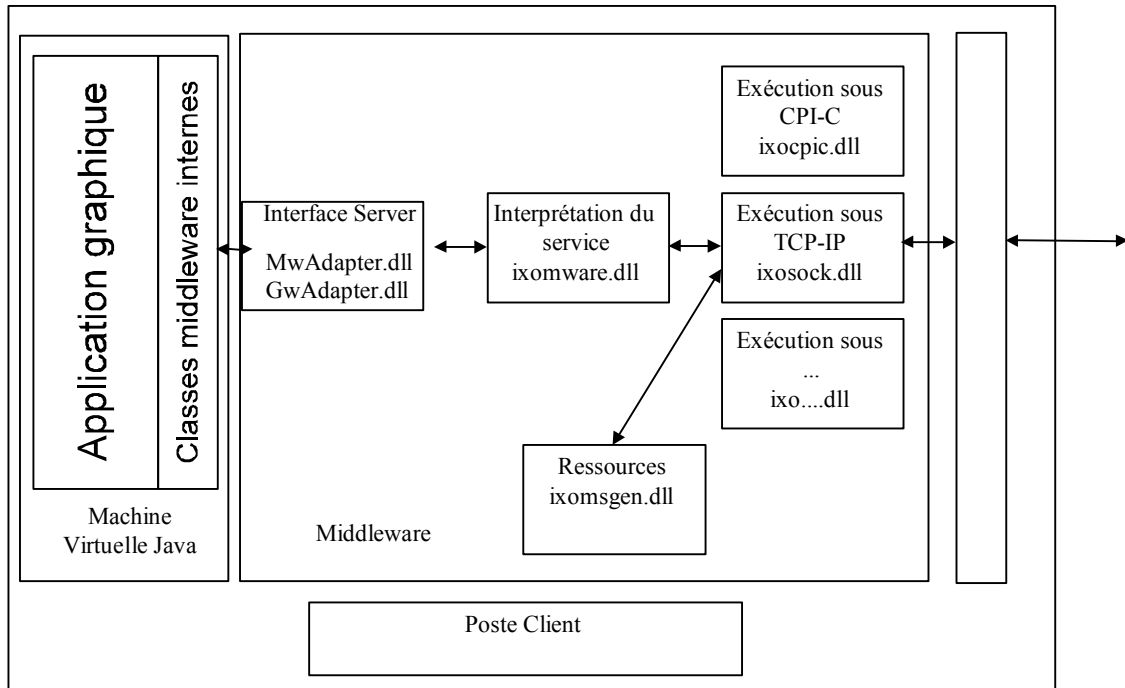 Application graphique
Classes middleware internes
Machine
Virtuelle Java
Interface Server
MwAdapter.dll
GwAdapter.dll
Interprétation du
service
ixomware.dll
Exécution sous
CPI-C
ixocpic.dll
Exécution sous
TCP-IP
ixosock.dll
Exécution sous
...
ixo....dll
Ressources
ixomsgen.dll
Middleware
Poste Client